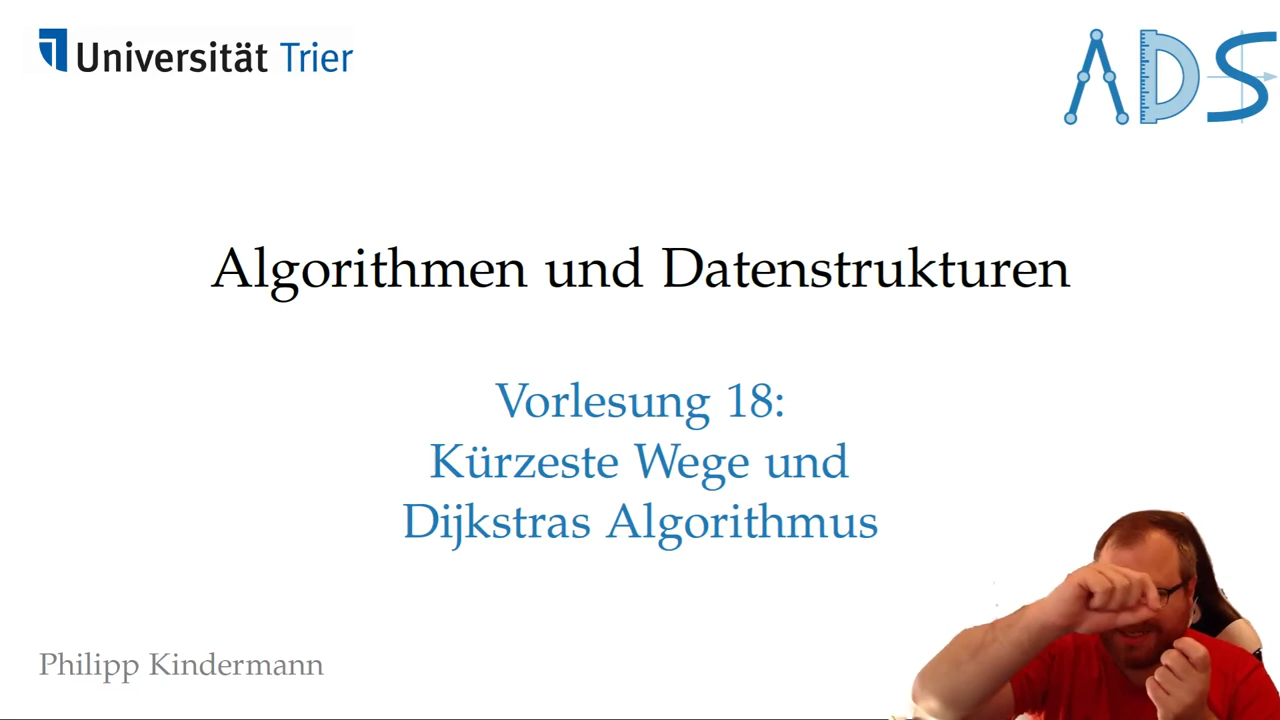 Universität Trier
ADS
Algorithmen und Datenstrukturen
Vorlesung 18:
Kürzeste Wege und
Dijkstras Algorithmus
Philipp Kindermann